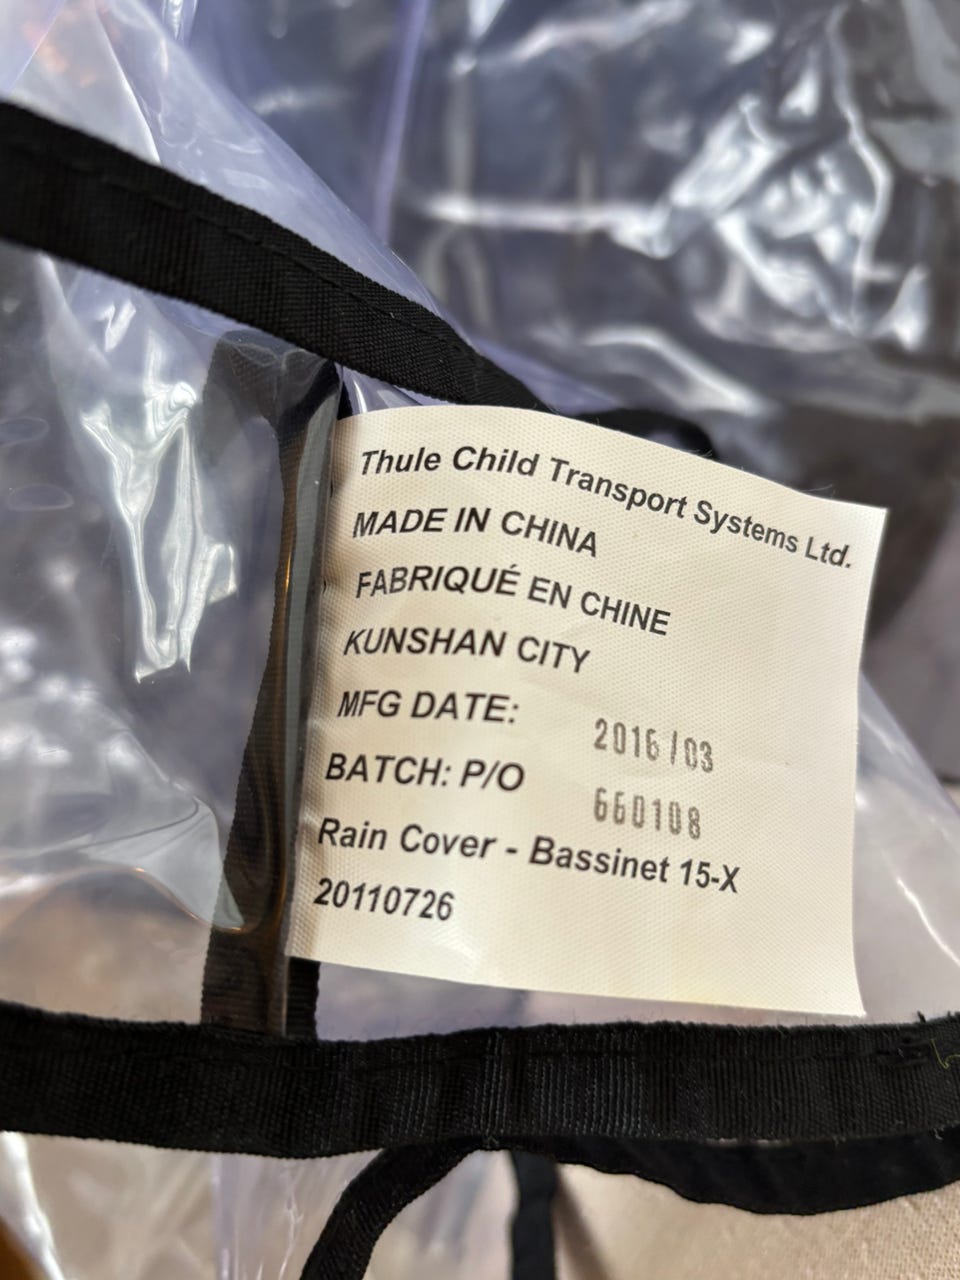 Thule Child Transport Systems Ltd.
MADE IN CHINA
FABRIQUÉ EN CHINE
KUNSHAN CITY
MFG DATE: 2016/03
BATCH: P/O 660108
Rain Cover - Bassinet 15-X
20110726